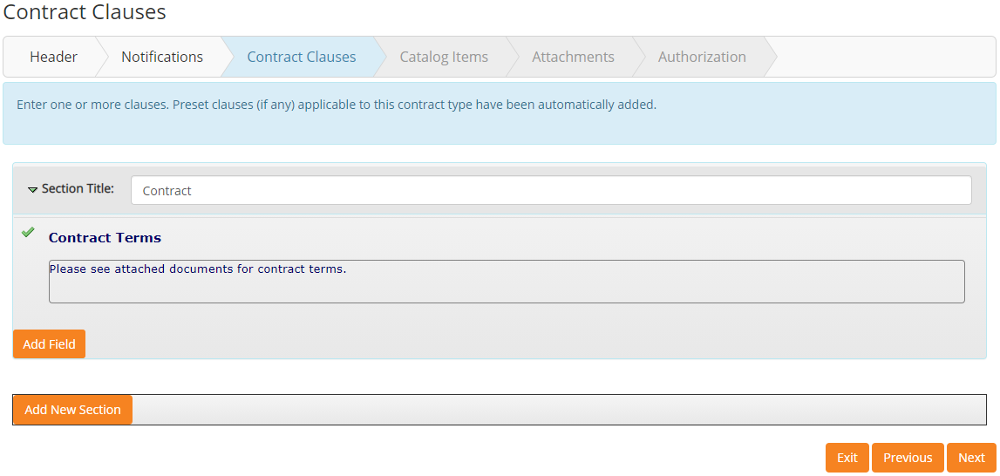 Contract Clauses
Header
Notifications
Contract Clauses
Catalog Items
Attachments
Authorization
Enter one or more clauses. Preset clauses (if any) applicable to this contract type have been automatically added.
Section Title:
Contract
Contract Terms
Please see attached documents for contract terms.
Add Field
Add New Section
Exit
Previous
Next